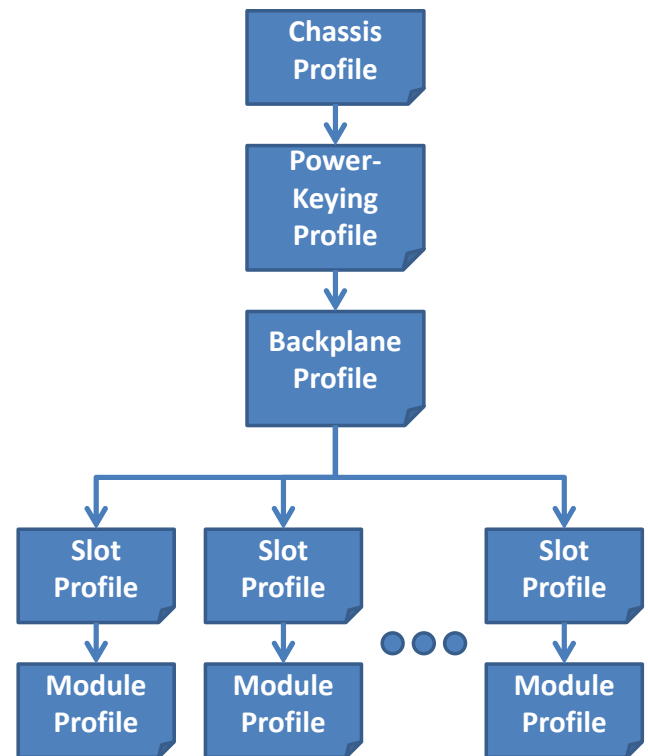 Chassis
Profile
Power-
Keying
Profile
Backplane
Profile
Slot
Profile
Slot
Profile
Slot
Profile
Module
Profile
Module
Profile
Module
Profile